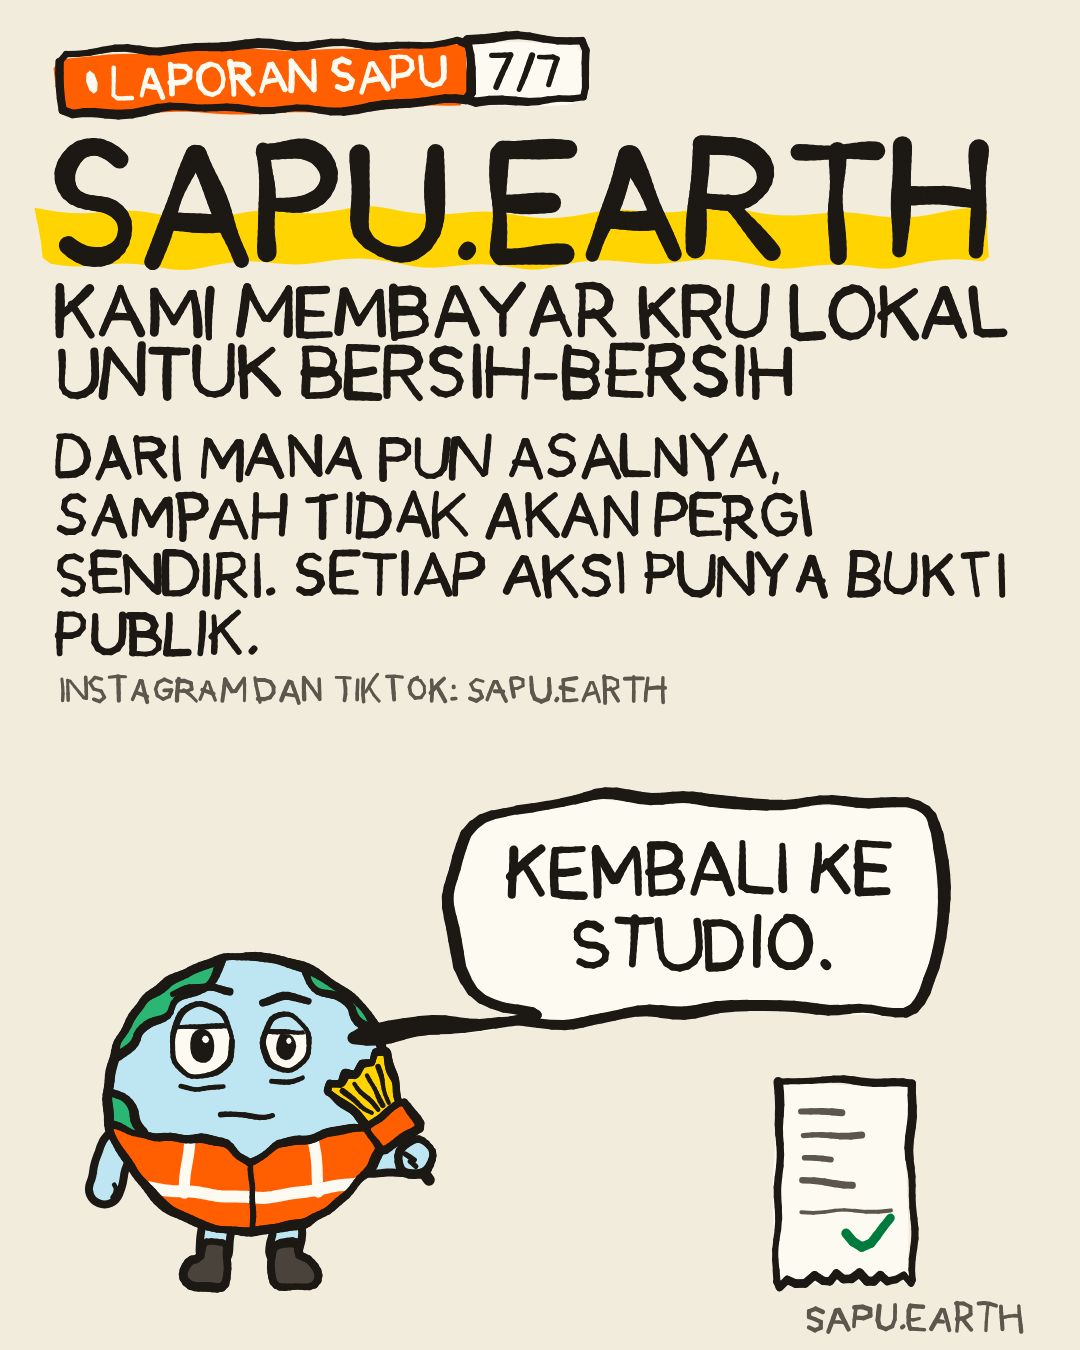 LAPORAN SAPU 7/7
SAPU.EARTH
KAMI MEMBAYAR KRU LOKAL
UNTUK BERSIH-BERSIH
DARI MANA PUN ASALNYA,
SAMPAH TIDAK AKAN PERGI
SENDIRI. SETIAP AKSI PUNYA BUKTI
PUBLIK.
INSTAGRAM DAN TIKTOK: SAPU.EARTH
KEMBALI KE
STUDIO.
SAPU.EARTH